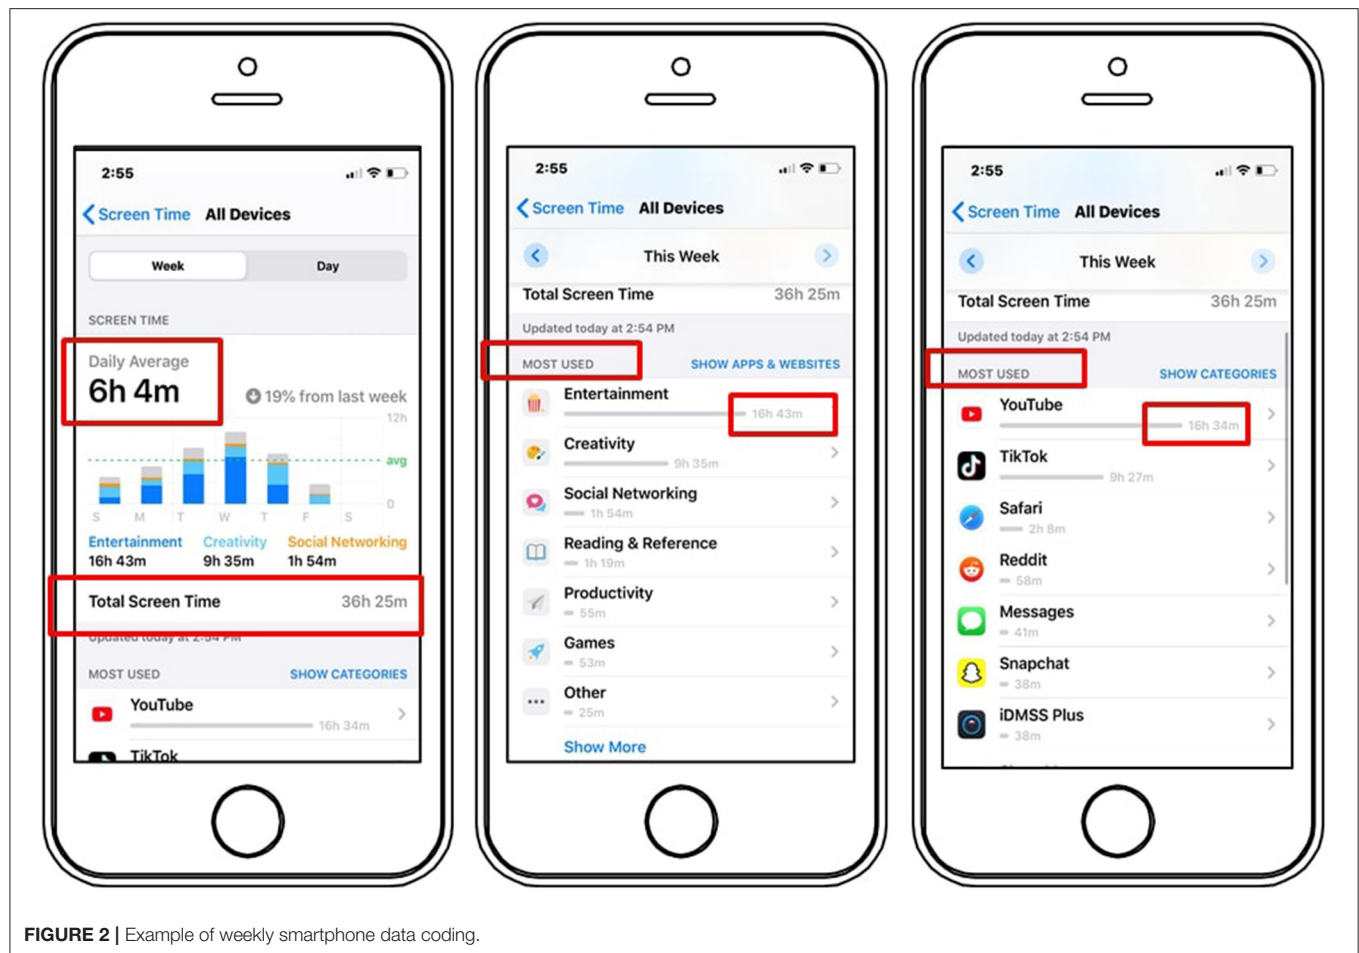 2:55
Screen Time All Devices
Week Day
SCREEN TIME
Daily Average
6h 4m
19% from last week
12h
avg
0
S M T W T F S
Entertainment Creativity Social Networking
16h 43m 9h 35m 1h 54m
Total Screen Time 36h 25m
Updated today at 2:54 PM
MOST USED SHOW CATEGORIES
YouTube
16h 34m
TikTok
2:55
Screen Time All Devices
This Week
Total Screen Time 36h 25m
Updated today at 2:54 PM
MOST USED SHOW APPS & WEBSITES
Entertainment
16h 43m
Creativity
9h 35m
Social Networking
1h 54m
Reading & Reference
1h 19m
Productivity
55m
Games
53m
Other
25m
Show More
2:55
Screen Time All Devices
This Week
Total Screen Time 36h 25m
Updated today at 2:54 PM
MOST USED SHOW CATEGORIES
YouTube
16h 34m
TikTok
9h 27m
Safari
2h 8m
Reddit
58m
Messages
41m
Snapchat
38m
iDMSS Plus
38m
FIGURE 2 | Example of weekly smartphone data coding.